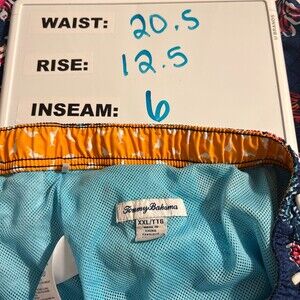 WAIST: 20.5
RISE: 12.5
INSEAM: 6
Tommy Bahama
XXL/TTG